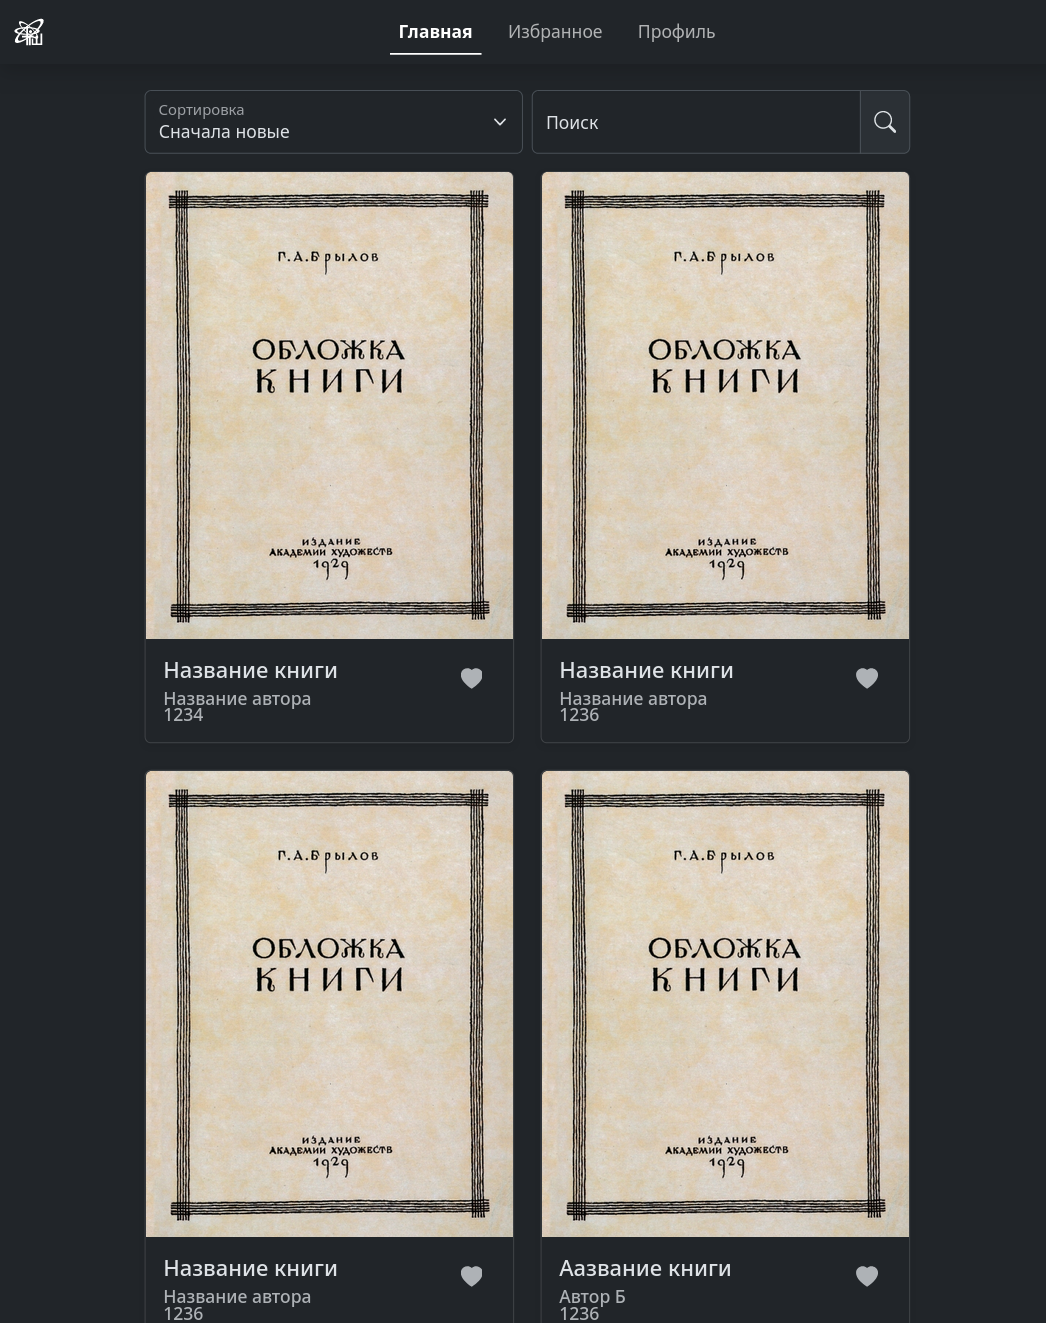 Главная Избранное Профиль
Сортировка
Сначала новые
Поиск
Г.А.Брылов
ОБЛОЖКА
КНИГИ
ИЗДАНИЕ
АКАДЕМИИ ХУДОЖЕСТВ
1929
Название книги
Название автора
1234
Г.А.Брылов
ОБЛОЖКА
КНИГИ
ИЗДАНИЕ
АКАДЕМИИ ХУДОЖЕСТВ
1929
Название книги
Название автора
1236
Г.А.Брылов
ОБЛОЖКА
КНИГИ
ИЗДАНИЕ
АКАДЕМИИ ХУДОЖЕСТВ
1929
Название книги
Название автора
1236
Г.А.Брылов
ОБЛОЖКА
КНИГИ
ИЗДАНИЕ
АКАДЕМИИ ХУДОЖЕСТВ
1929
Аазвание книги
Автор Б
1236